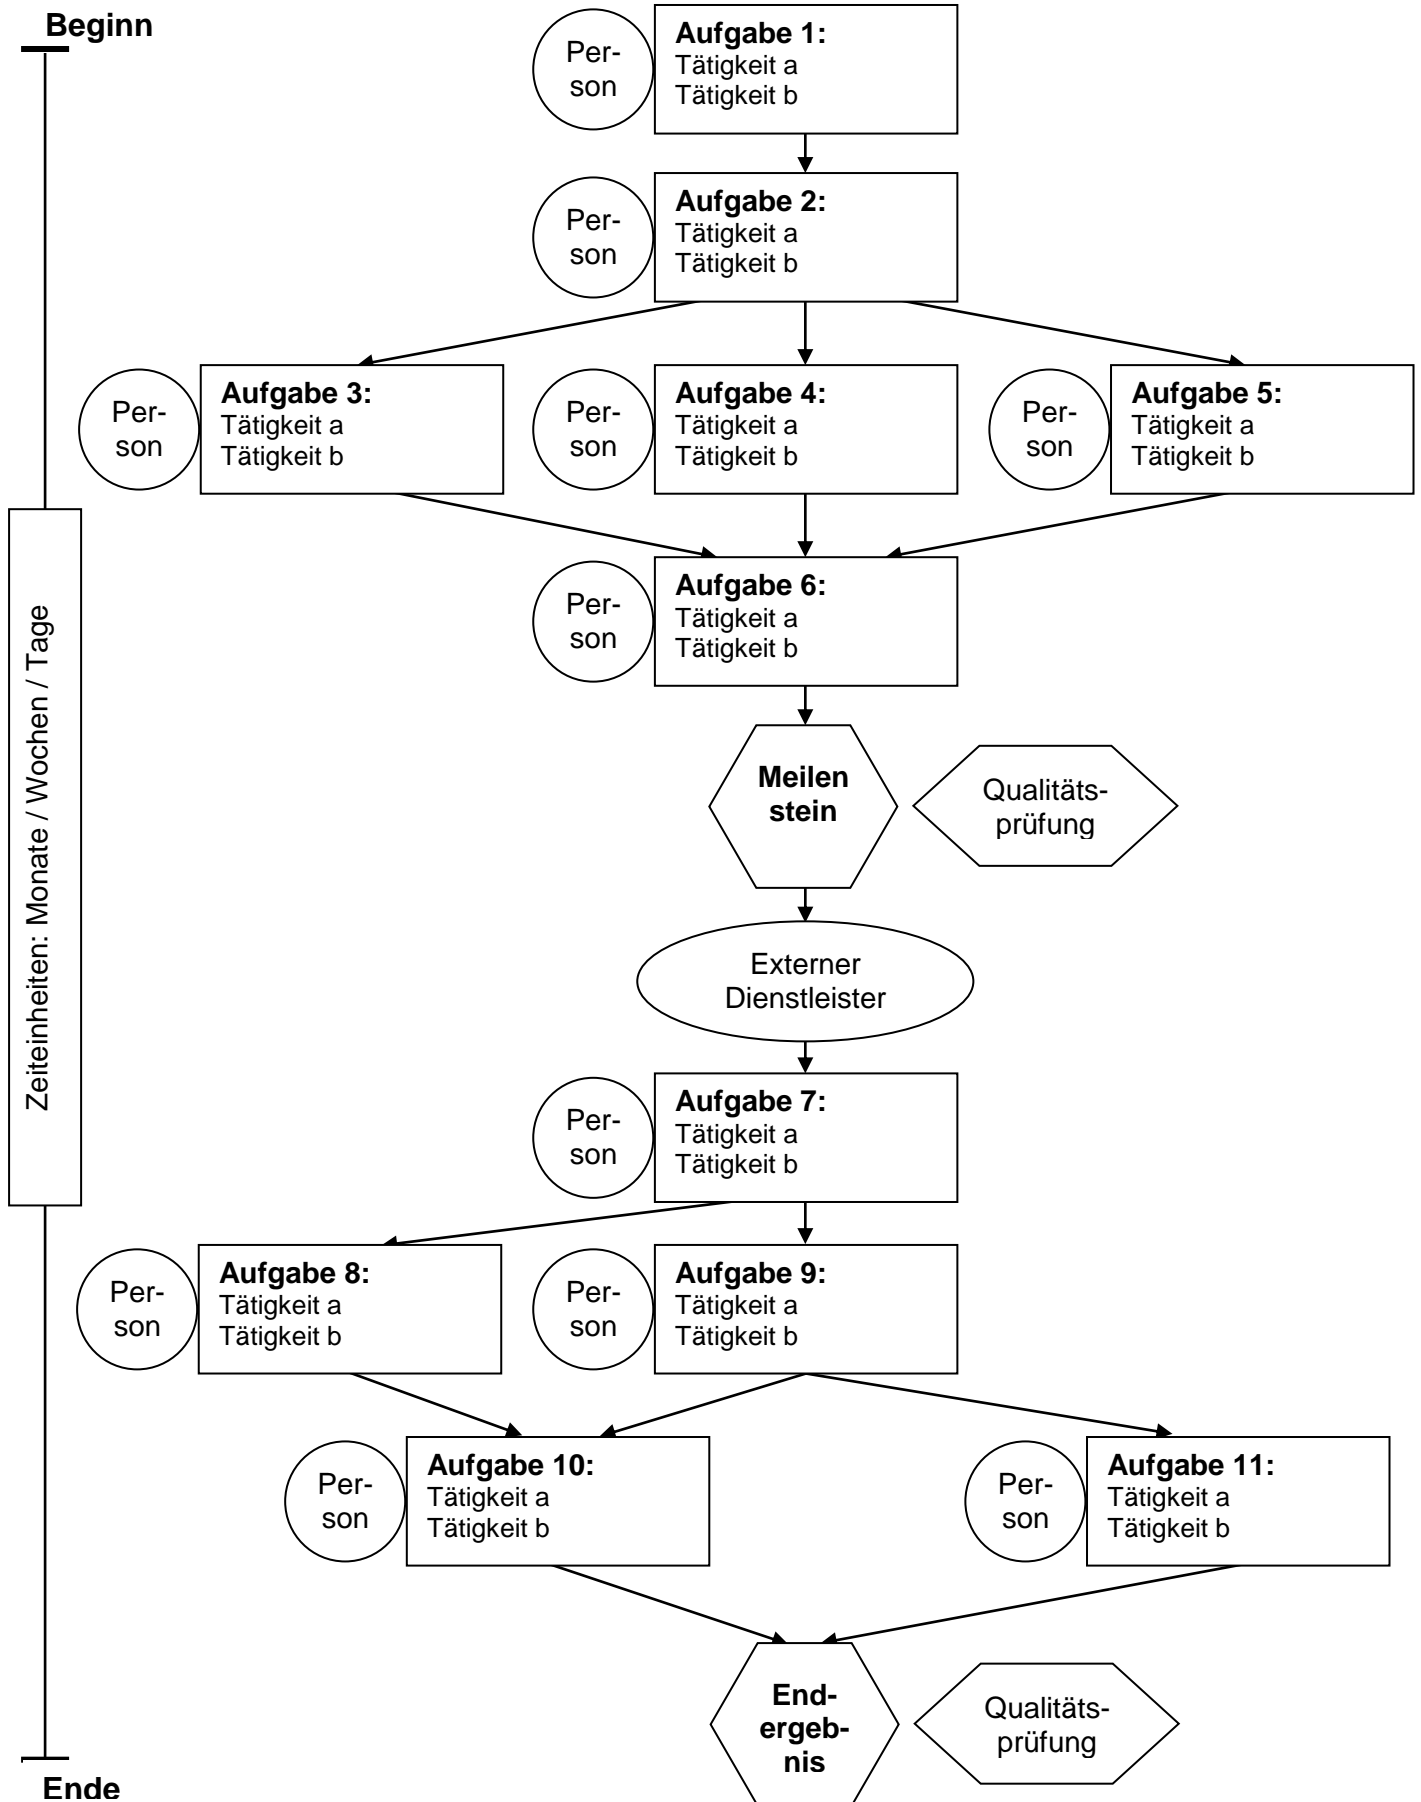 Beginn
Per-
son
Aufgabe 1:
Tätigkeit a
Tätigkeit b
Per-
son
Aufgabe 2:
Tätigkeit a
Tätigkeit b
Per-
son
Aufgabe 3:
Tätigkeit a
Tätigkeit b
Per-
son
Aufgabe 4:
Tätigkeit a
Tätigkeit b
Per-
son
Aufgabe 5:
Tätigkeit a
Tätigkeit b
Per-
son
Aufgabe 6:
Tätigkeit a
Tätigkeit b
Zeiteinheiten: Monate / Wochen / Tage
Meilen
stein
Qualitäts-
prüfung
Externer
Dienstleister
Per-
son
Aufgabe 7:
Tätigkeit a
Tätigkeit b
Per-
son
Aufgabe 8:
Tätigkeit a
Tätigkeit b
Per-
son
Aufgabe 9:
Tätigkeit a
Tätigkeit b
Per-
son
Aufgabe 10:
Tätigkeit a
Tätigkeit b
Per-
son
Aufgabe 11:
Tätigkeit a
Tätigkeit b
End-
ergeb-
nis
Qualitäts-
prüfung
Ende